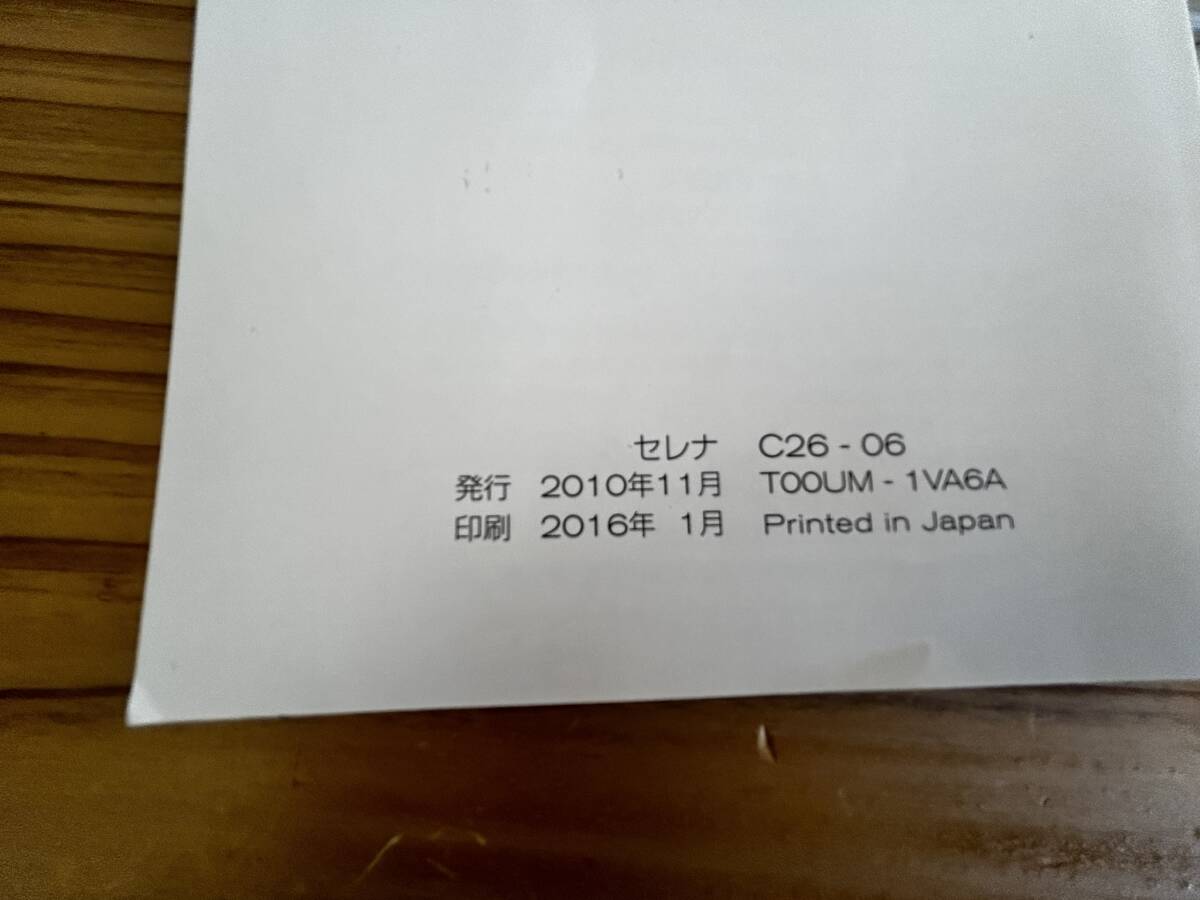 セレナ C26 - 06
発行 2010年11月 T00UM - 1VA6A
印刷 2016年 1月 Printed in Japan